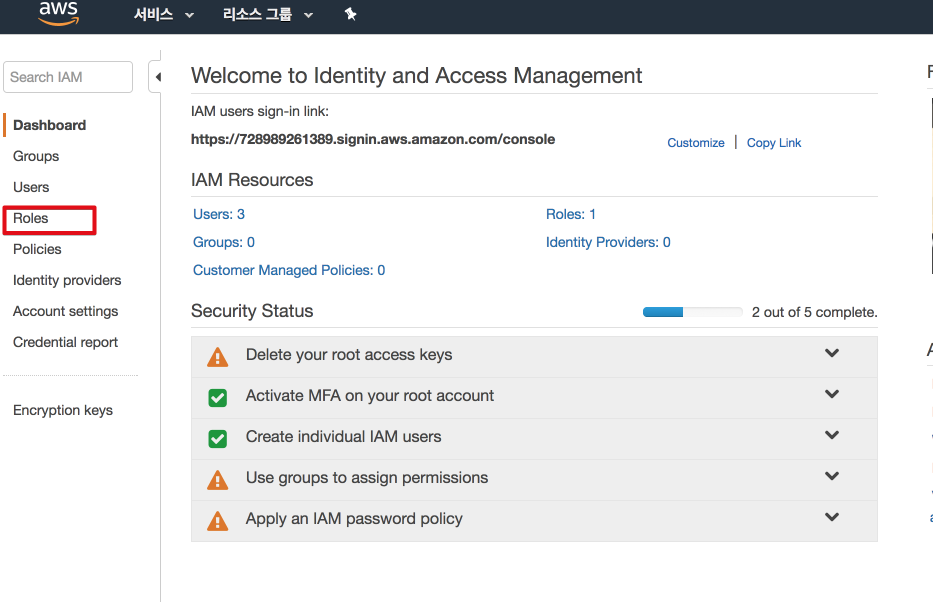 aws 서비스 리소스 그룹
Search IAM
Dashboard
Groups
Users
Roles
Policies
Identity providers
Account settings
Credential report
Encryption keys
Welcome to Identity and Access Management
IAM users sign-in link:
https://728989261389.signin.aws.amazon.com/console
Customize | Copy Link
IAM Resources
Users: 3
Roles: 1
Groups: 0
Identity Providers: 0
Customer Managed Policies: 0
Security Status
2 out of 5 complete.
Delete your root access keys
Activate MFA on your root account
Create individual IAM users
Use groups to assign permissions
Apply an IAM password policy